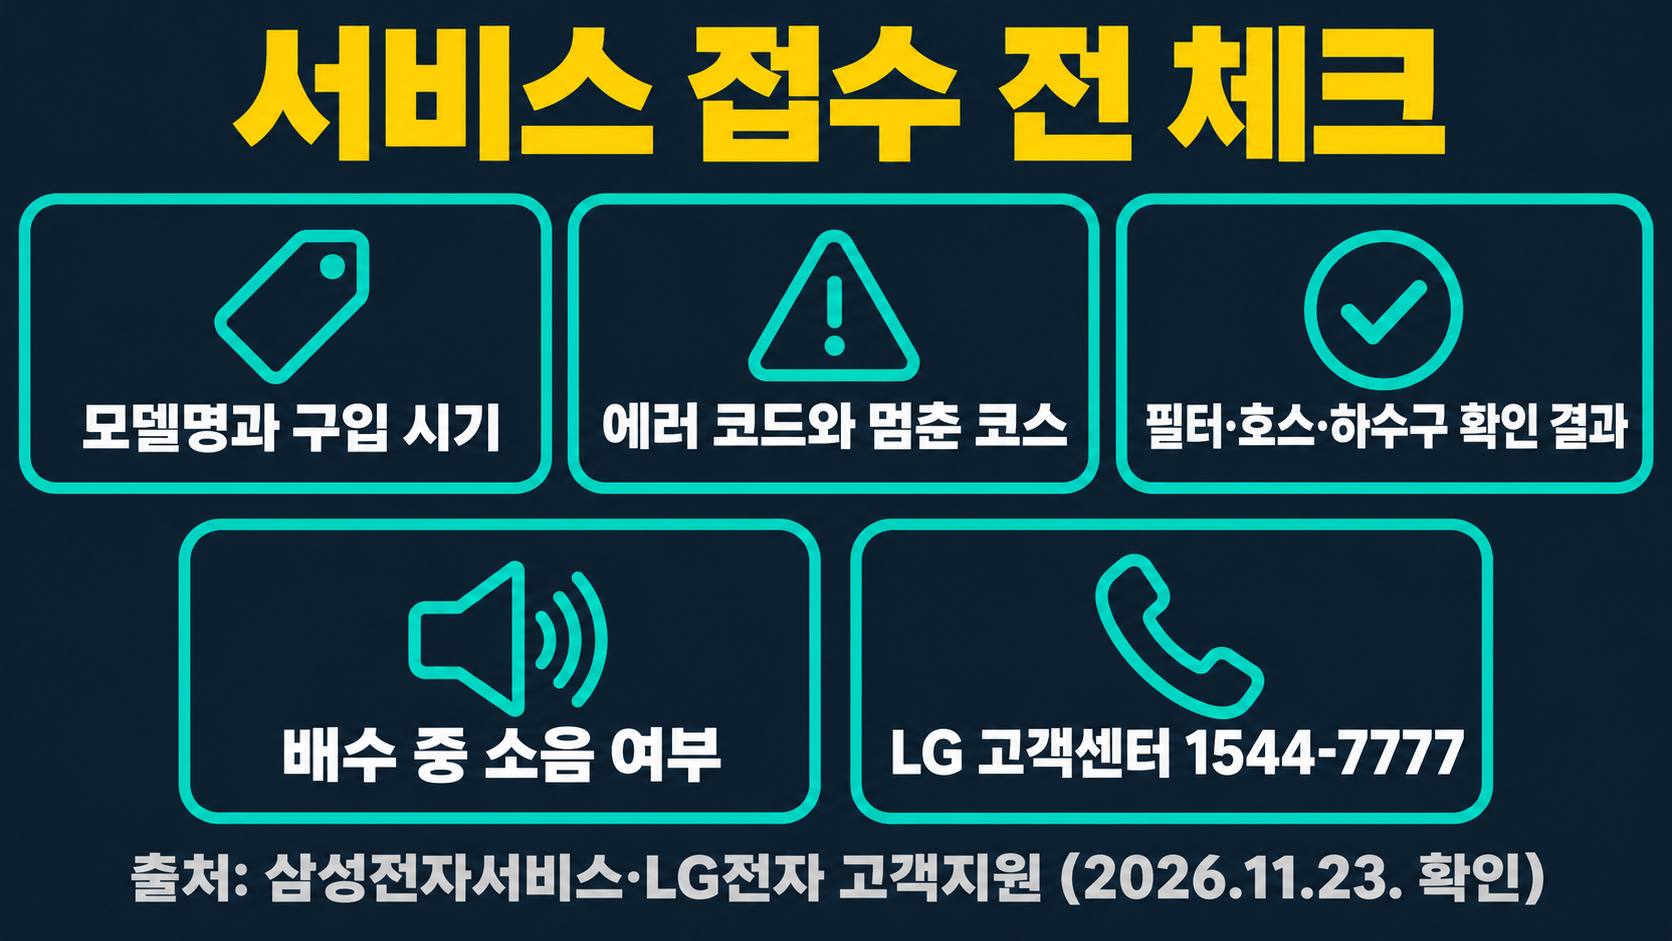 서비스 접수 전 체크
모델명과 구입 시기
에러 코드와 멈춘 코스
필터·호스·하수구 확인 결과
배수 중 소음 여부
LG 고객센터 1544-7777
출처: 삼성전자서비스·LG전자 고객지원 (2026.11.23. 확인)